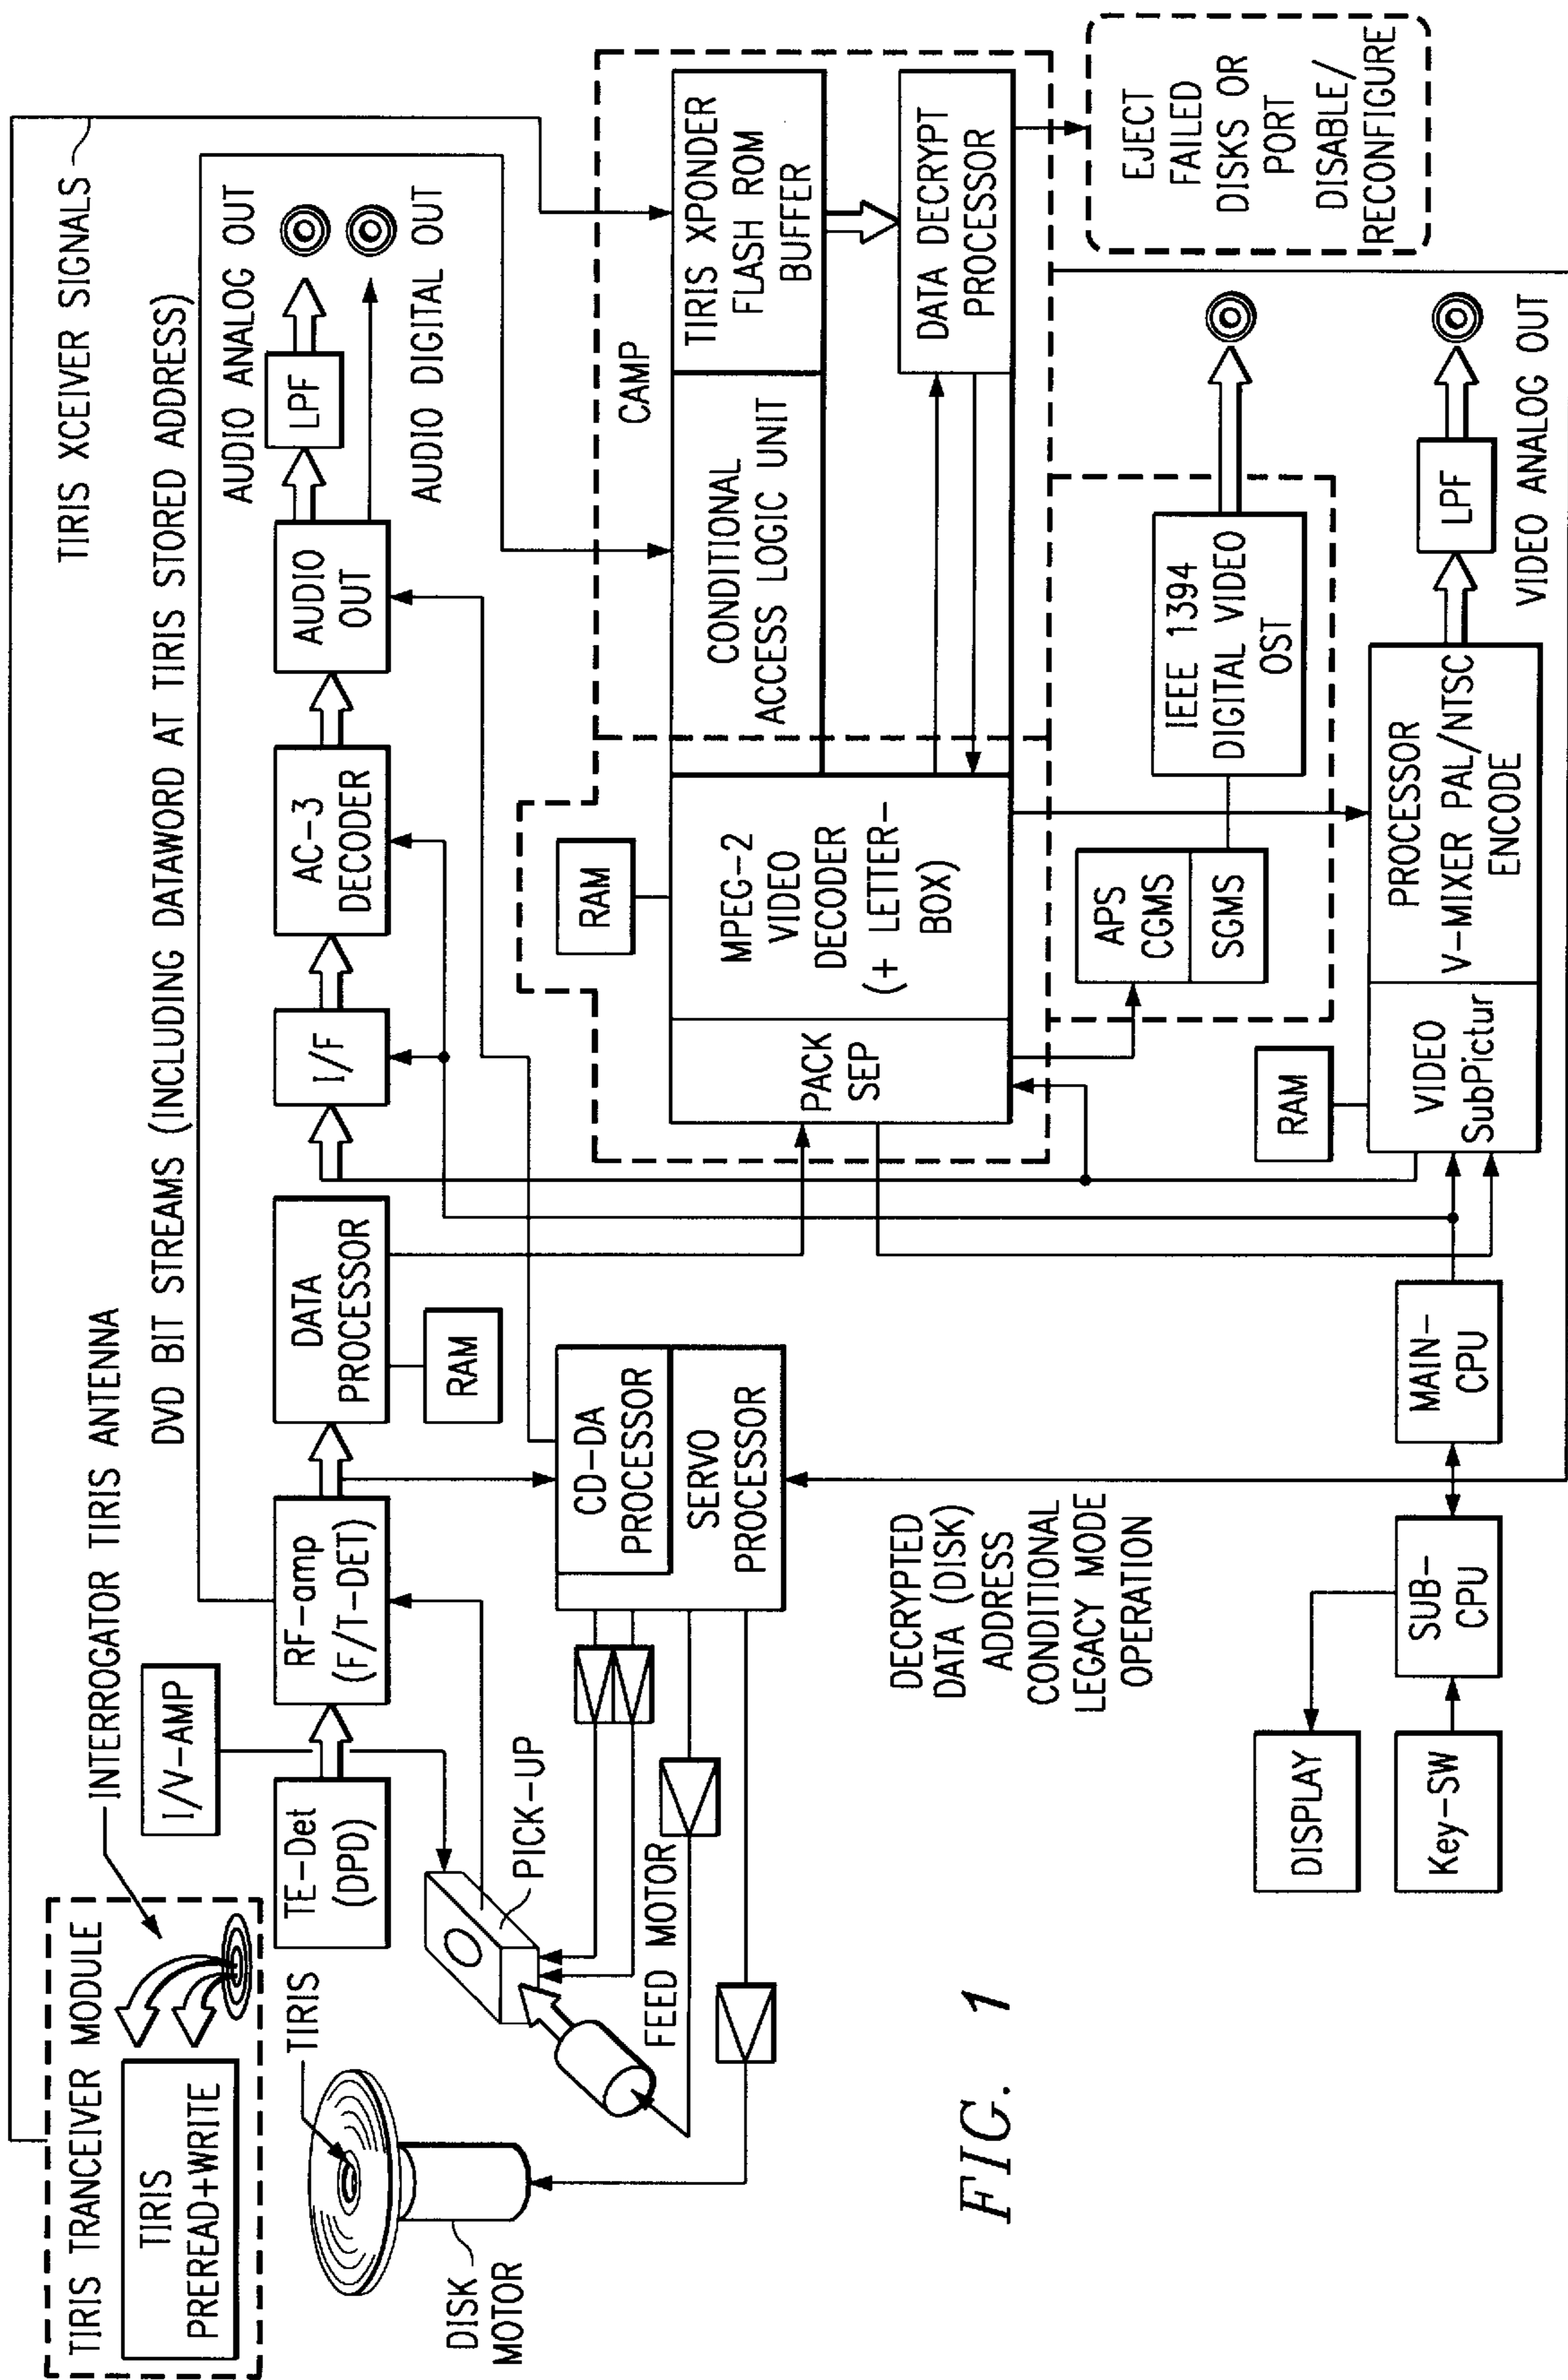 TIRIS TRANCEIVER MODULE
TIRIS
PREREAD+WRITE
INTERROGATOR TIRIS ANTENNA
TIRIS XCEIVER SIGNALS
DVD BIT STREAMS (INCLUDING DATAWORD AT TIRIS STORED ADDRESS)
I/V-AMP
TE-Det
(DPD)
RF-amp
(F/T-DET)
DATA
PROCESSOR
RAM
I/F
AC-3
DECODER
AUDIO
OUT
LPF
AUDIO ANALOG OUT
AUDIO DIGITAL OUT
TIRIS
DISK
MOTOR
PICK-UP
FEED MOTOR
CD-DA
PROCESSOR
SERVO
PROCESSOR
RAM
PACK
SEP
MPEG-2
VIDEO
DECODER
(+ LETTER-
BOX)
CAMP
CONDITIONAL
ACCESS LOGIC UNIT
TIRIS XPONDER
FLASH ROM
BUFFER
DATA DECRYPT
PROCESSOR
EJECT
FAILED
DISKS OR
PORT
DISABLE/
RECONFIGURE
DECRYPTED
DATA (DISK)
ADDRESS
CONDITIONAL
LEGACY MODE
OPERATION
APS
CGMS
SGMS
IEEE 1394
DIGITAL VIDEO
OST
RAM
VIDEO
SubPictur
PROCESSOR
V-MIXER PAL/NTSC
ENCODE
LPF
VIDEO ANALOG OUT
DISPLAY
Key-SW
SUB-
CPU
MAIN-
CPU
FIG. 1